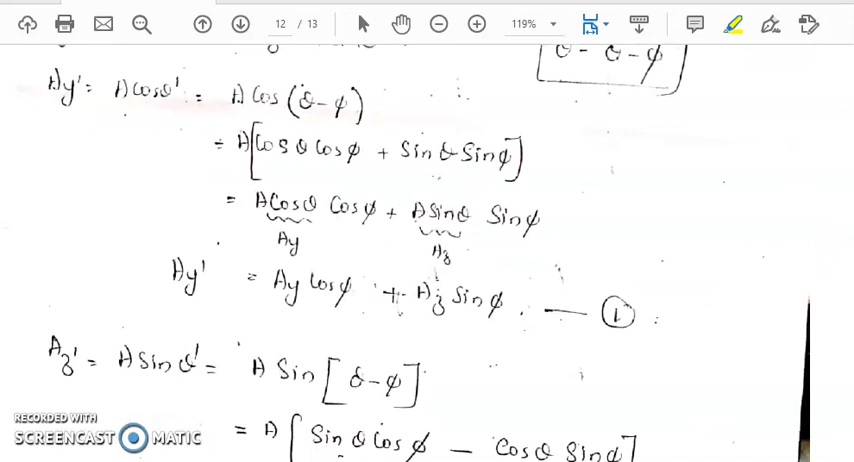 12 / 13
119%
θ - θ - φ
Ay' = A cos θ' = A Cos (θ - φ)
= A[Cos θ Cos φ + Sin θ Sin φ]
= A Cos θ Cos φ + A Sin θ Sin φ
Ay Az
Ay' = Ay Cos φ + Az Sin φ. — ①
Az' = A Sin θ' = A Sin [θ - φ]
= A [Sin θ Cos φ — Cos θ Sin φ]
RECORDED WITH
SCREENCAST MATIC